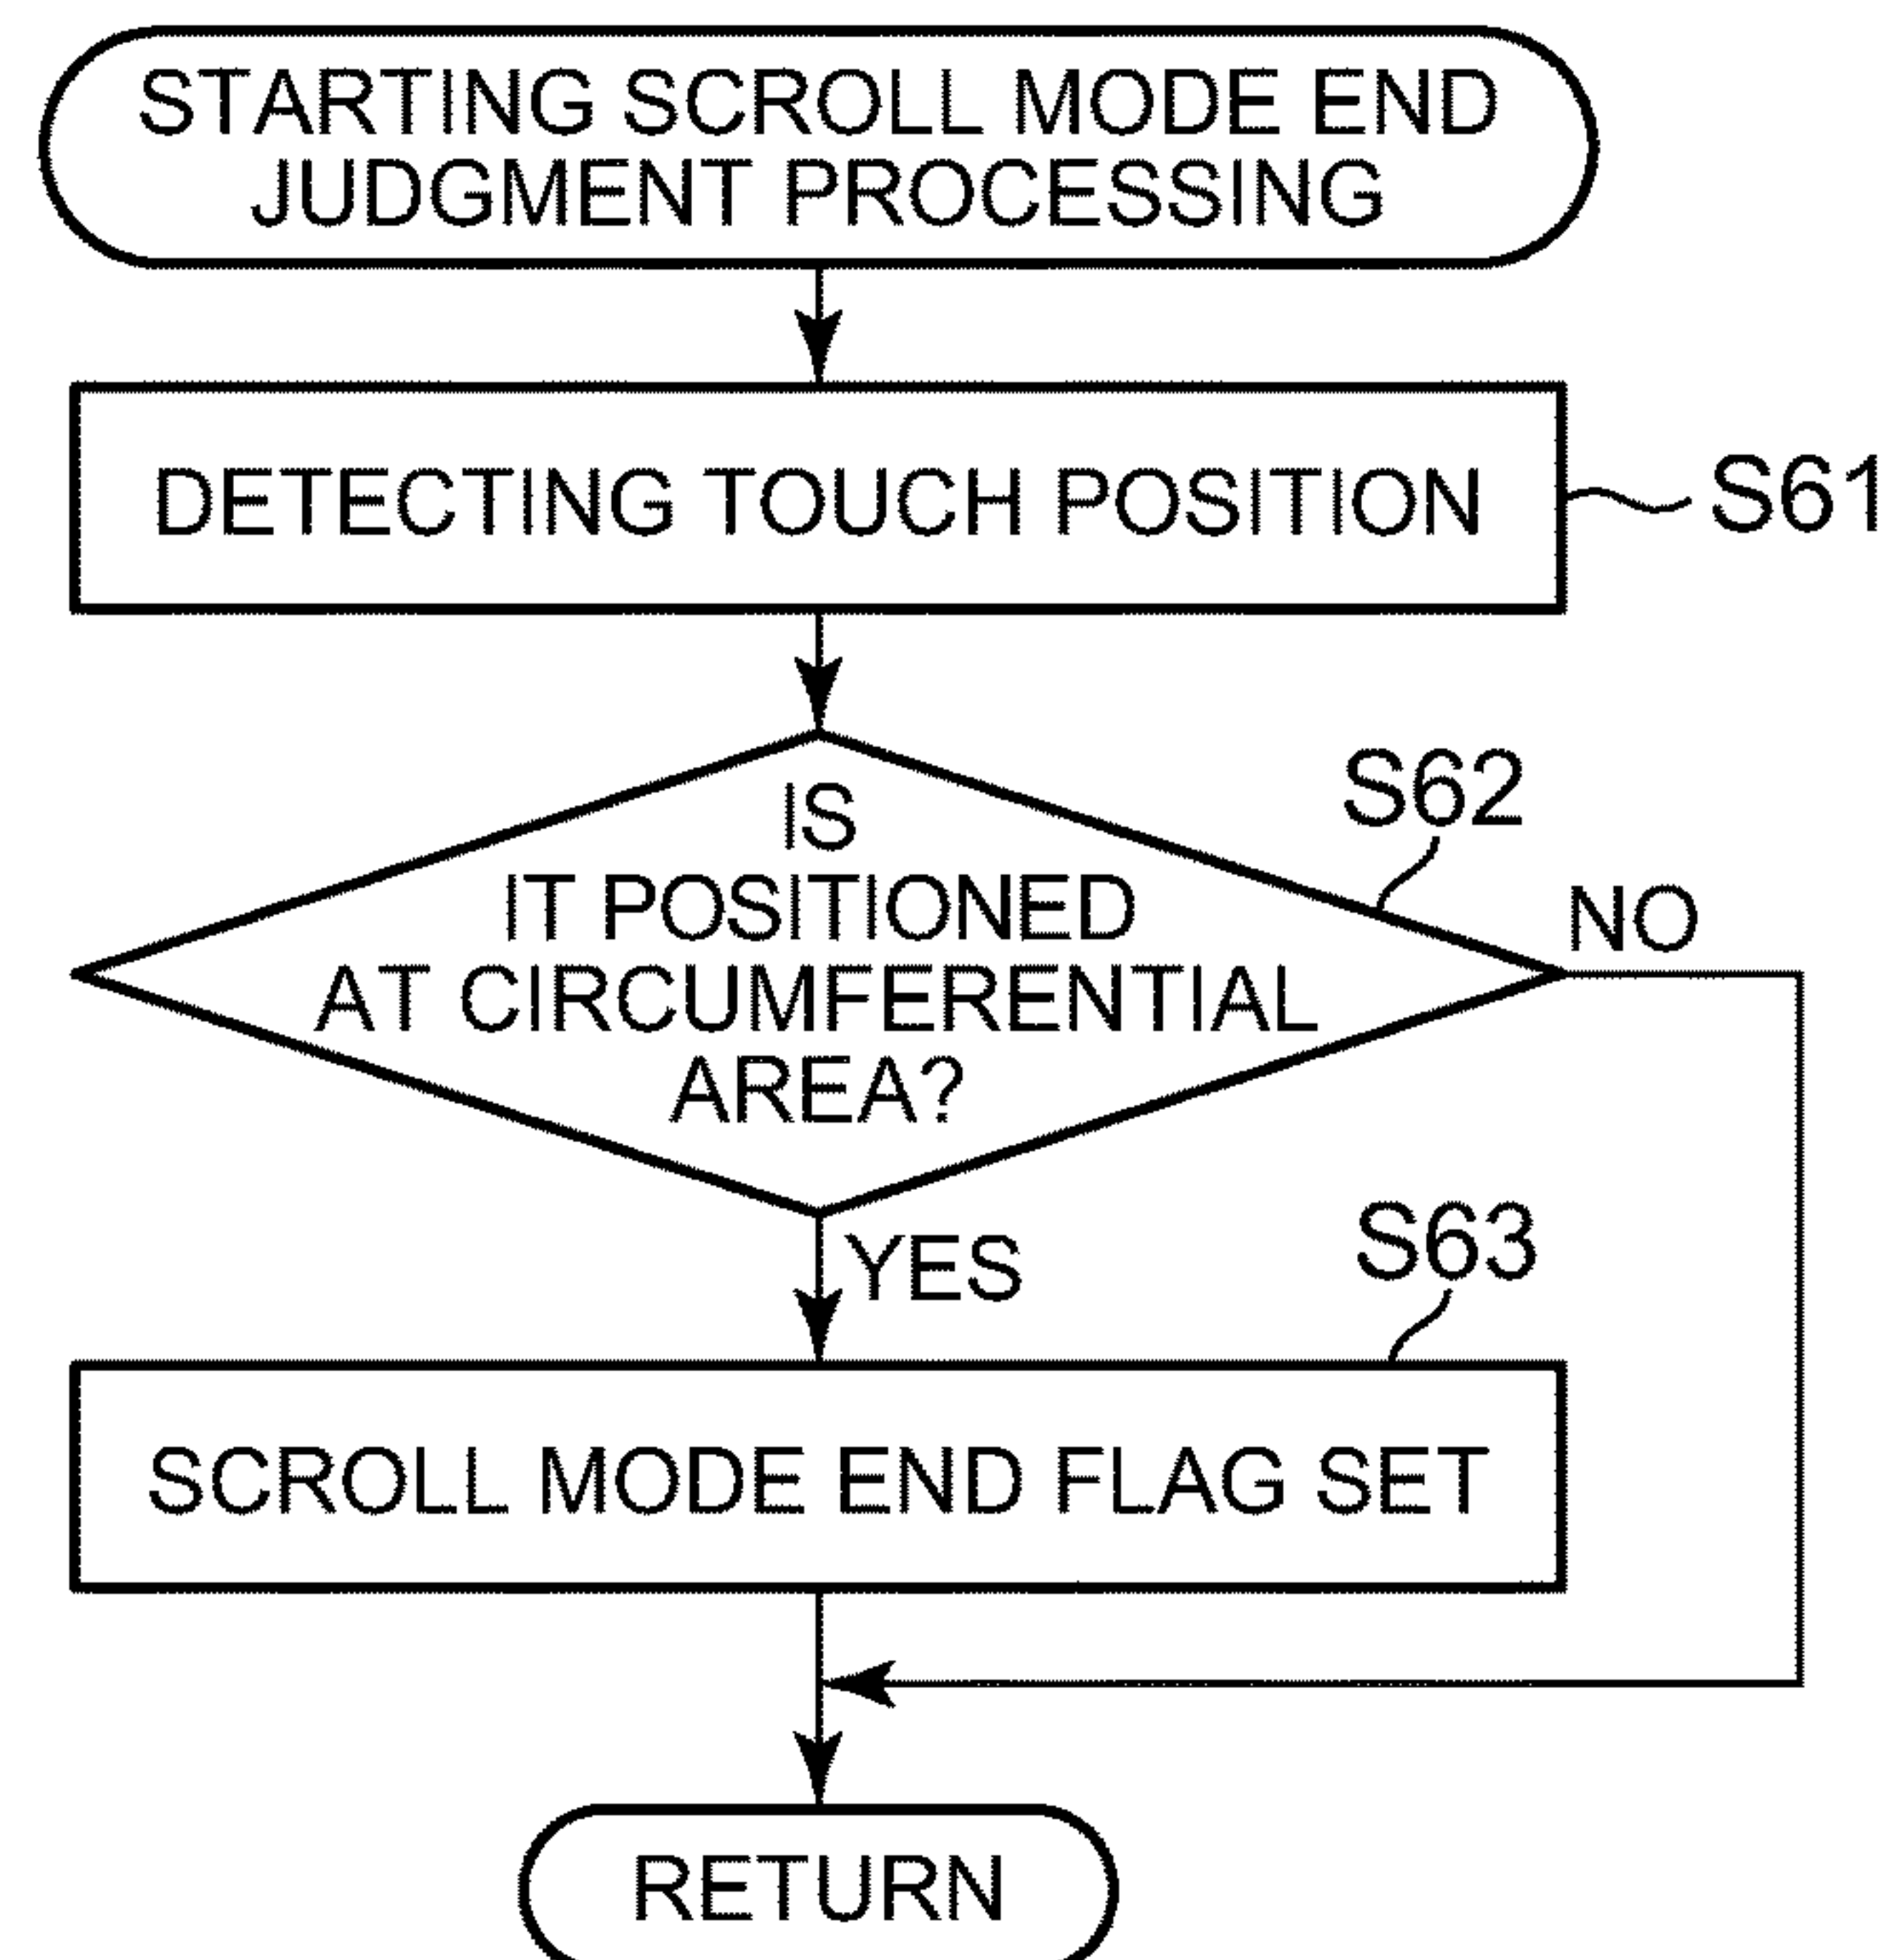 STARTING SCROLL MODE END
JUDGMENT PROCESSING
DETECTING TOUCH POSITION
S61
IS
IT POSITIONED
AT CIRCUMFERENTIAL
AREA?
S62
NO
YES
S63
SCROLL MODE END FLAG SET
RETURN